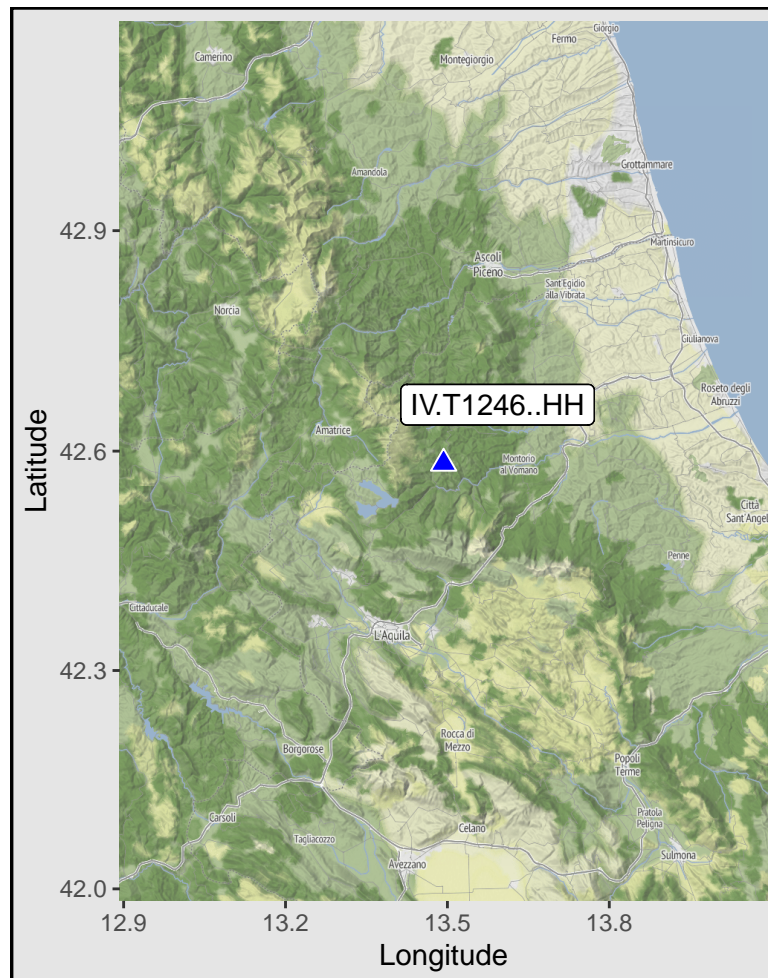 Giorgio
Fermo
Camerino
Montegiorgio
Grottammare
Amandola
42.9
Martinsicuro
Ascoli
Piceno
Sant'Egidio
alla Vibrata
Norcia
Giulianova
Roseto degli
Abruzzi
IV.T1246..HH
Amatrice
42.6
Montorio
al Vomano
Città
Sant'Angel
Penne
Cittaducale
L'Aquila
42.3
Rocca di
Mezzo
Borgorose
Popoli
Terme
Carsoli
Pratola
Peligna
Celano
Tagliacozzo
Sulmona
Avezzano
42.0
12.9
13.2
13.5
13.8
Longitude
Latitude